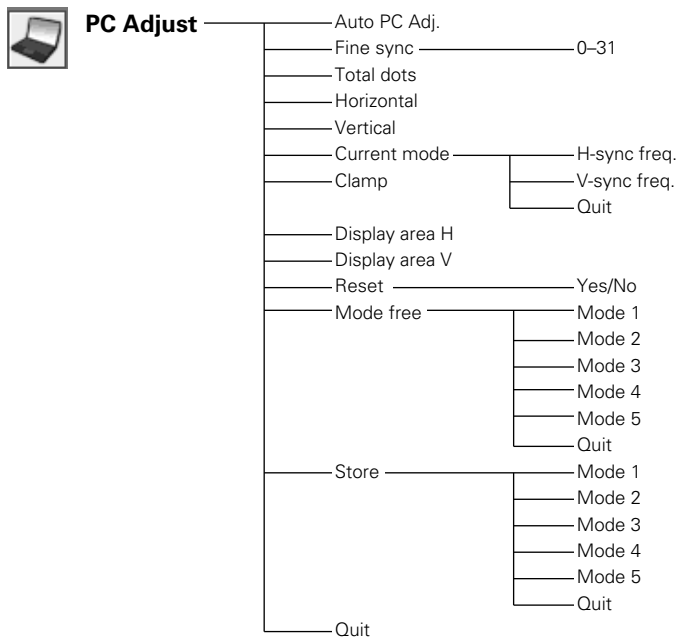 PC Adjust
Auto PC Adj.
Fine sync 0–31
Total dots
Horizontal
Vertical
Current mode H-sync freq.
Clamp V-sync freq.
Quit
Display area H
Display area V
Reset Yes/No
Mode free Mode 1
Mode 2
Mode 3
Mode 4
Mode 5
Quit
Store Mode 1
Mode 2
Mode 3
Mode 4
Mode 5
Quit
Quit